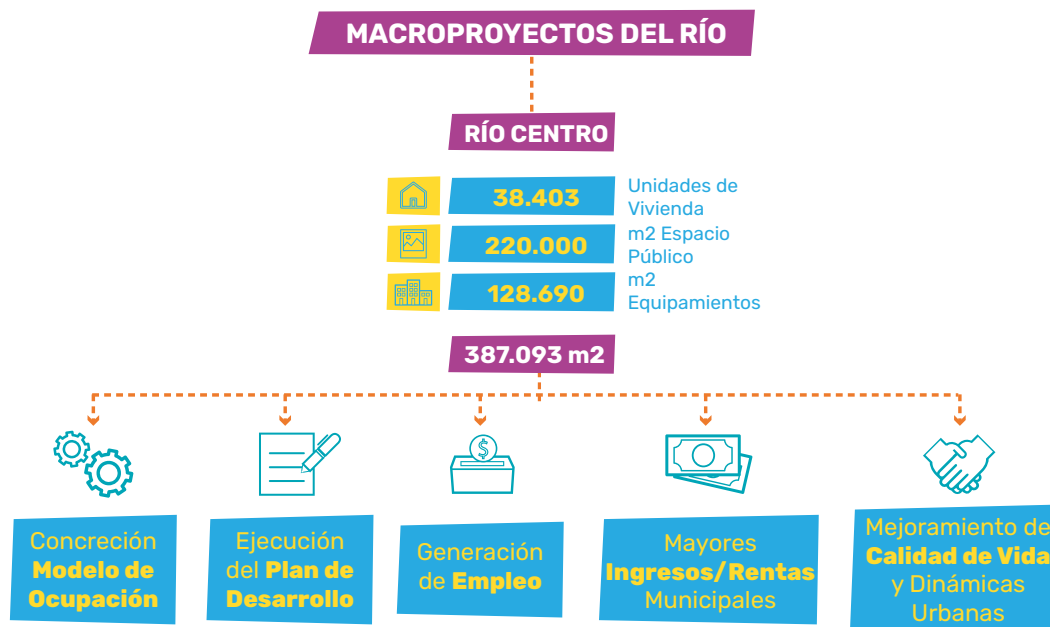 MACROPROYECTOS DEL RÍO
RÍO CENTRO
38.403
Unidades de
Vivienda
220.000
m2 Espacio
Público
128.690
m2
Equipamientos
387.093 m2
$
Concreción
Modelo de
Ocupación
Ejecución
del Plan de
Desarrollo
Generación
de Empleo
Mayores
Ingresos/Rentas
Municipales
Mejoramiento de
Calidad de Vida
y Dinámicas
Urbanas